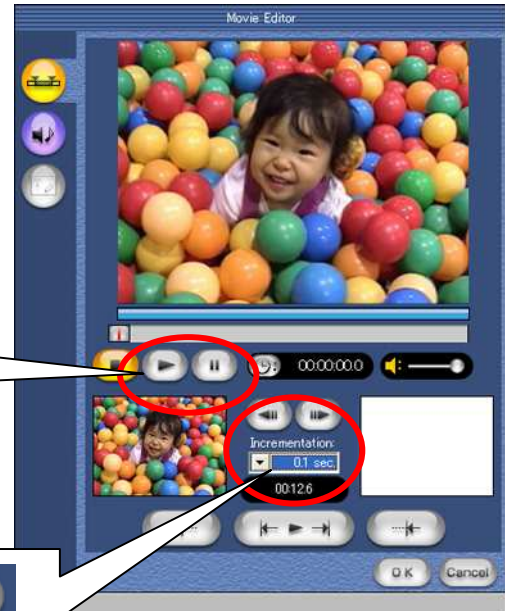 Movie Editor
00:00:00.0
Incrementation:
0.1 sec.
00:12.6
OK
Cancel